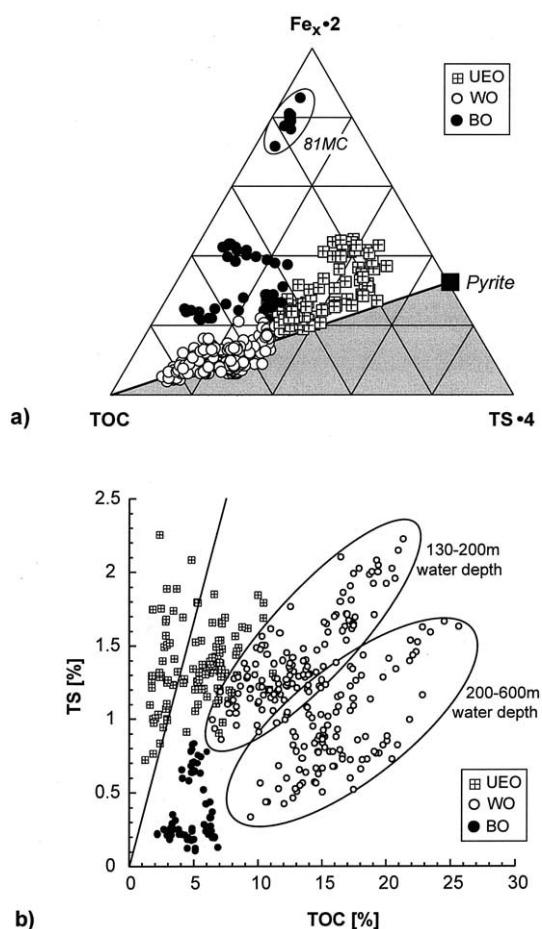 Feₓ•2
UEO
WO
BO
81MC
Pyrite
a)
TOC
TS •4
2.5
2
1.5
1
0.5
0
TS [%]
130-200m
water depth
200-600m
water depth
UEO
WO
BO
0
5
10
15
20
25
30
b)
TOC [%]